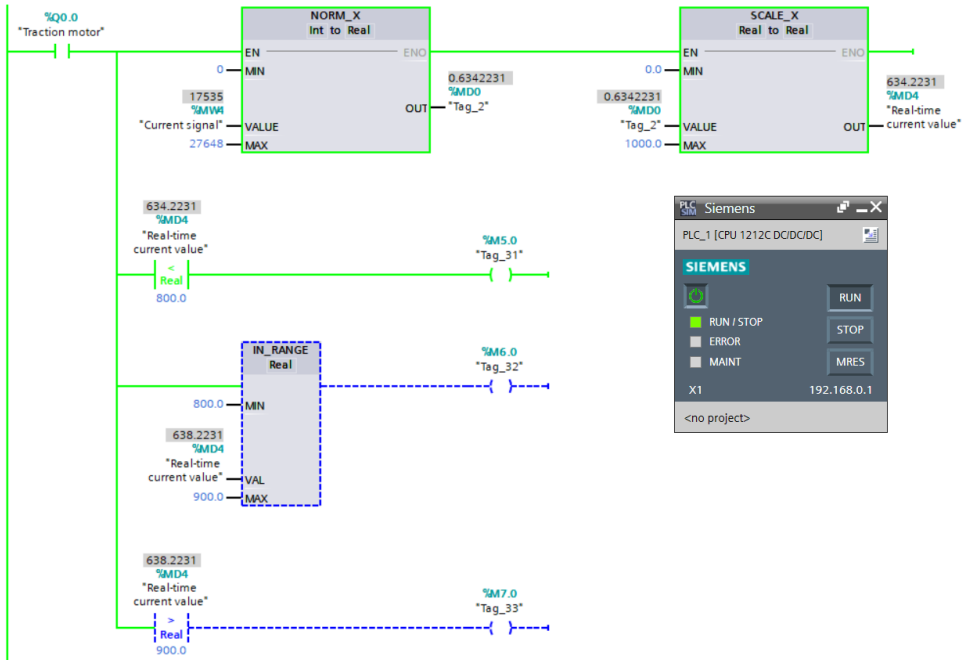 %Q0.0
"Traction motor"
NORM_X
Int to Real
EN
ENO
0
MIN
17535
%MW4
"Current signal"
VALUE
27648
MAX
OUT
0.6342231
%MD0
"Tag_2"
SCALE_X
Real to Real
EN
ENO
0.0
MIN
0.6342231
%MD0
"Tag_2"
VALUE
1000.0
MAX
OUT
634.2231
%MD4
"Real-time
current value"
634.2231
%MD4
"Real-time
current value"
<
Real
800.0
%M5.0
"Tag_31"
IN_RANGE
Real
800.0
MIN
638.2231
%MD4
"Real-time
current value"
VAL
900.0
MAX
%M6.0
"Tag_32"
638.2231
%MD4
"Real-time
current value"
>
Real
900.0
%M7.0
"Tag_33"
PLC
SIM
Siemens
PLC_1 [CPU 1212C DC/DC/DC]
SIEMENS
RUN
RUN / STOP
STOP
ERROR
MAINT
MRES
X1
192.168.0.1
<no project>